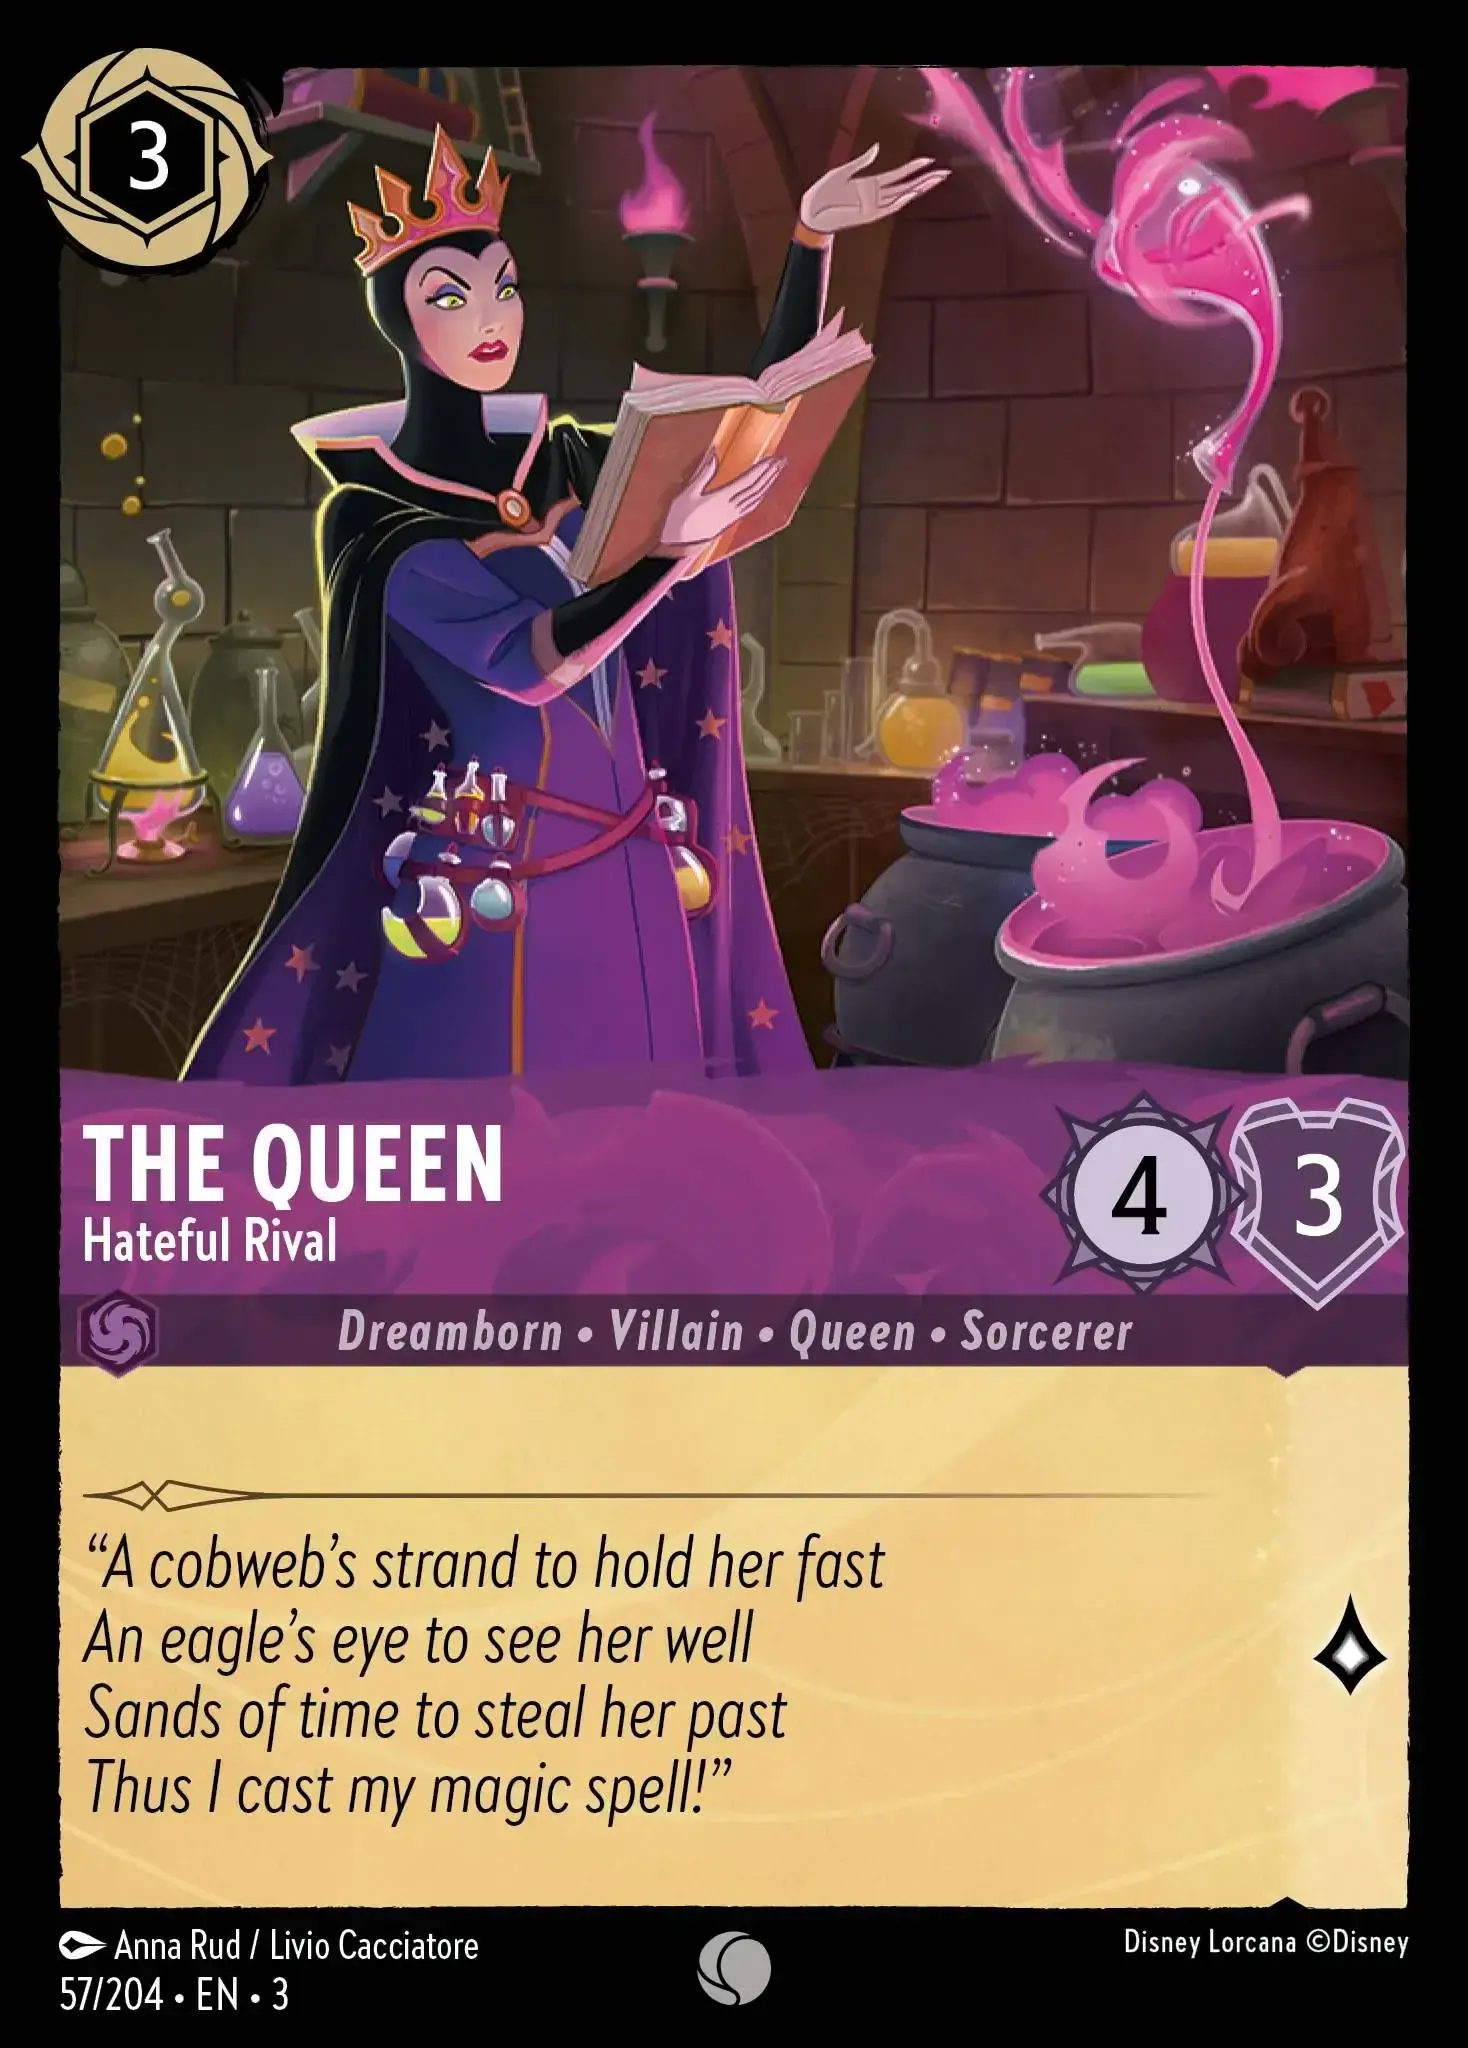 3
THE QUEEN
Hateful Rival
4
3
Dreamborn • Villain • Queen • Sorcerer
“A cobweb’s strand to hold her fast
An eagle’s eye to see her well
Sands of time to steal her past
Thus I cast my magic spell!”
Anna Rud / Livio Cacciatore
57/204 • EN • 3
Disney Lorcana ©Disney